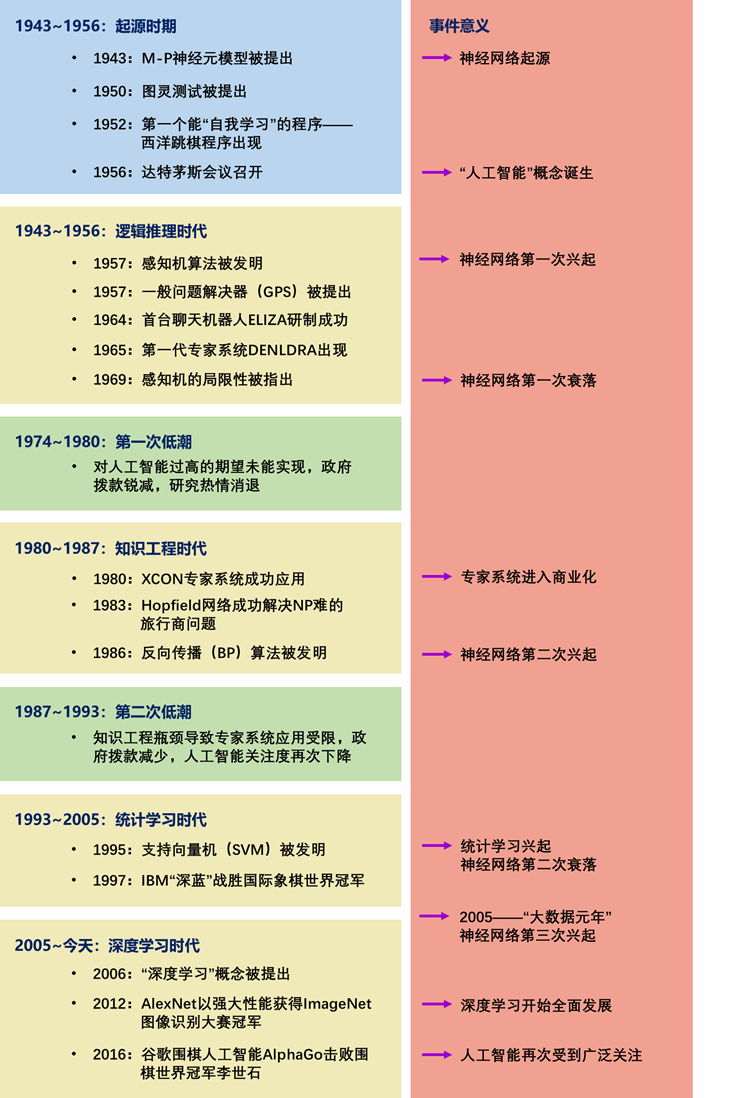 1943~1956：起源时期
事件意义
• 1943：M-P神经元模型被提出
神经网络起源
• 1950：图灵测试被提出
• 1952：第一个能“自我学习”的程序——
西洋跳棋程序出现
• 1956：达特茅斯会议召开
“人工智能”概念诞生
1943~1956：逻辑推理时代
• 1957：感知机算法被发明
神经网络第一次兴起
• 1957：一般问题解决器（GPS）被提出
• 1964：首台聊天机器人ELIZA研制成功
• 1965：第一代专家系统DENLDRA出现
• 1969：感知机的局限性被指出
神经网络第一次衰落
1974~1980：第一次低潮
• 对人工智能过高的期望未能实现，政府
拨款锐减，研究热情消退
1980~1987：知识工程时代
• 1980：XCON专家系统成功应用
专家系统进入商业化
• 1983：Hopfield网络成功解决NP难的
旅行商问题
• 1986：反向传播（BP）算法被发明
神经网络第二次兴起
1987~1993：第二次低潮
• 知识工程瓶颈导致专家系统应用受限，政
府拨款减少，人工智能关注度再次下降
1993~2005：统计学习时代
• 1995：支持向量机（SVM）被发明
统计学习兴起
神经网络第二次衰落
• 1997：IBM“深蓝”战胜国际象棋世界冠军
2005——“大数据元年”
神经网络第三次兴起
2005~今天：深度学习时代
• 2006：“深度学习”概念被提出
• 2012：AlexNet以强大性能获得ImageNet
图像识别大赛冠军
深度学习开始全面发展
• 2016：谷歌围棋人工智能AlphaGo击败围
棋世界冠军李世石
人工智能再次受到广泛关注